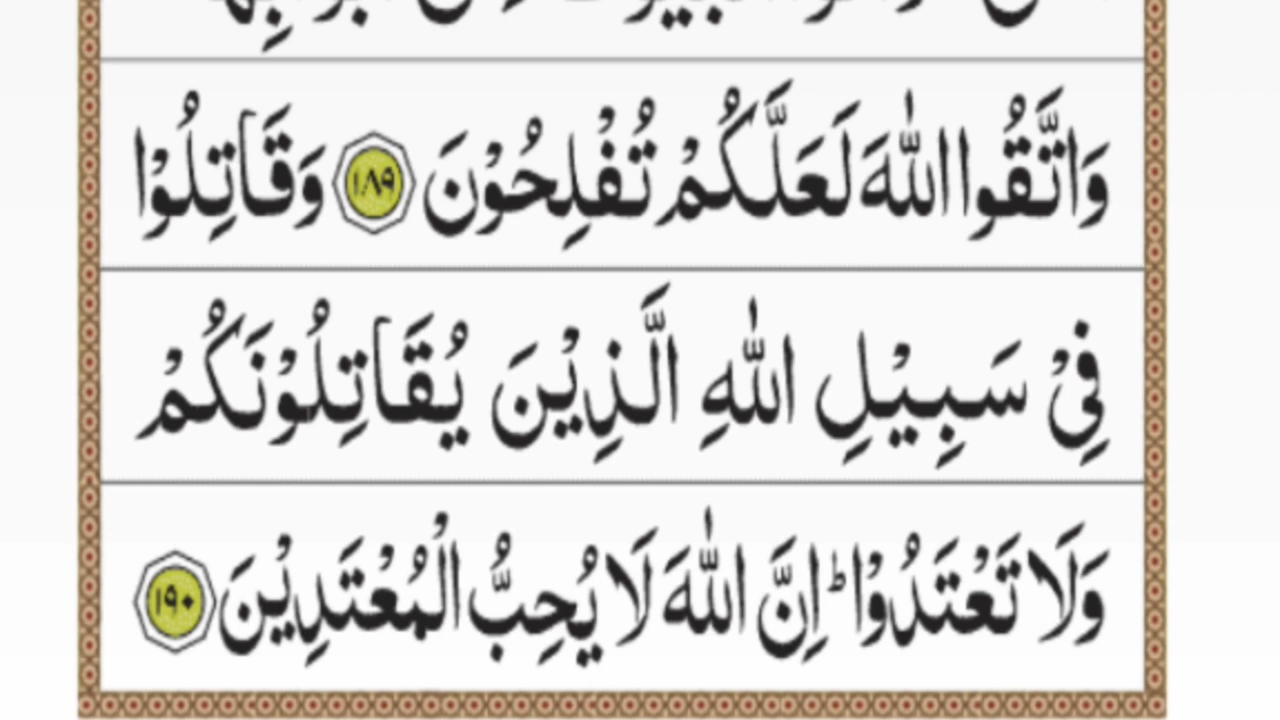 وَاتَّقُوا اللّٰهَ لَعَلَّكُمْ تُفْلِحُوْنَ ١٨٩ وَقَاتِلُوْا
فِيْ سَبِيْلِ اللّٰهِ الَّذِيْنَ يُقَاتِلُوْنَكُمْ
وَلَا تَعْتَدُوْا ؕ اِنَّ اللّٰهَ لَا يُحِبُّ الْمُعْتَدِيْنَ ١٩٠